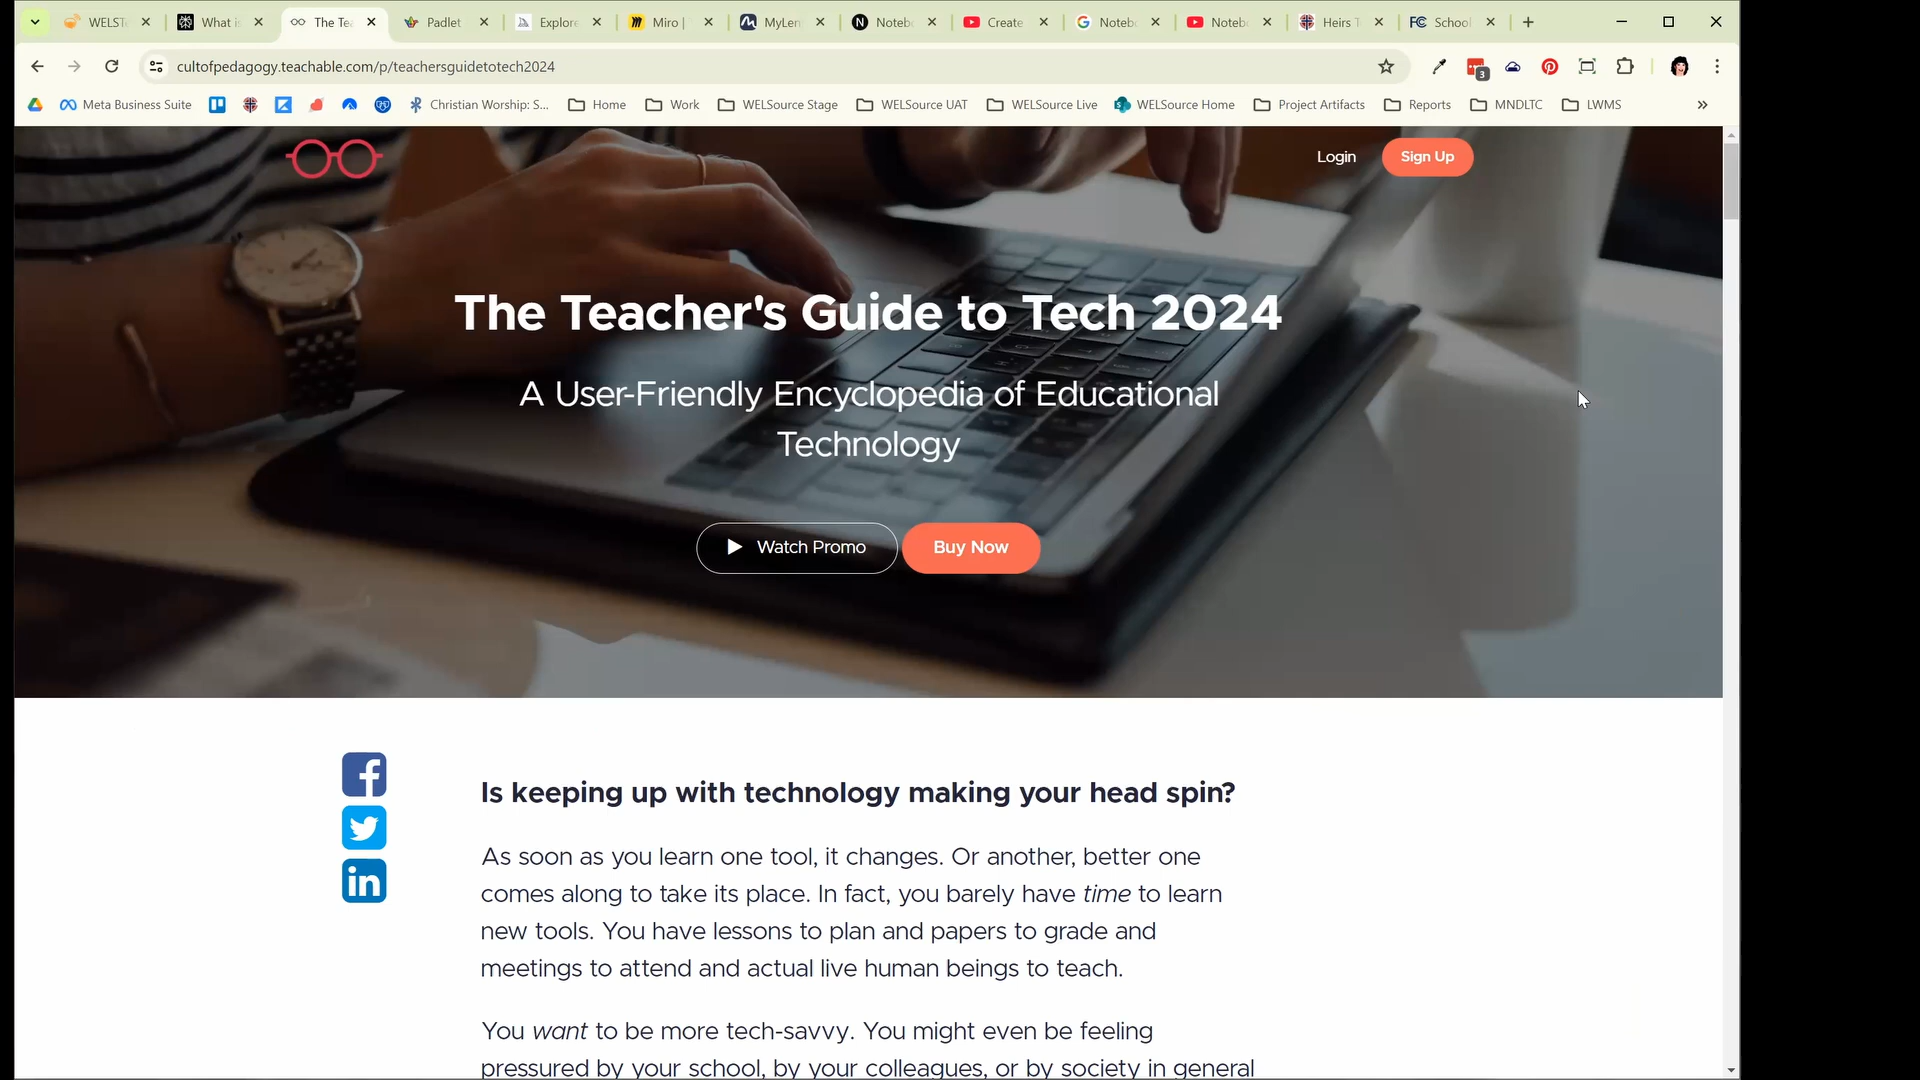 WELSTe
What i
The Tea
Padlet
Explore
Miro |
MyLen
Notebo
Create
Notebo
Notebo
Heirs T
School
cultofpedagogy.teachable.com/p/teachersguidetotech2024
3
Meta Business Suite
Christian Worship: S...
Home
Work
WELSource Stage
WELSource UAT
WELSource Live
WELSource Home
Project Artifacts
Reports
MNDLTC
LWMS
Login
Sign Up
The Teacher's Guide to Tech 2024
A User-Friendly Encyclopedia of Educational
Technology
Watch Promo
Buy Now
Is keeping up with technology making your head spin?
As soon as you learn one tool, it changes. Or another, better one
comes along to take its place. In fact, you barely have time to learn
new tools. You have lessons to plan and papers to grade and
meetings to attend and actual live human beings to teach.
You want to be more tech-savvy. You might even be feeling
pressured by your school, by your colleagues, or by society in general